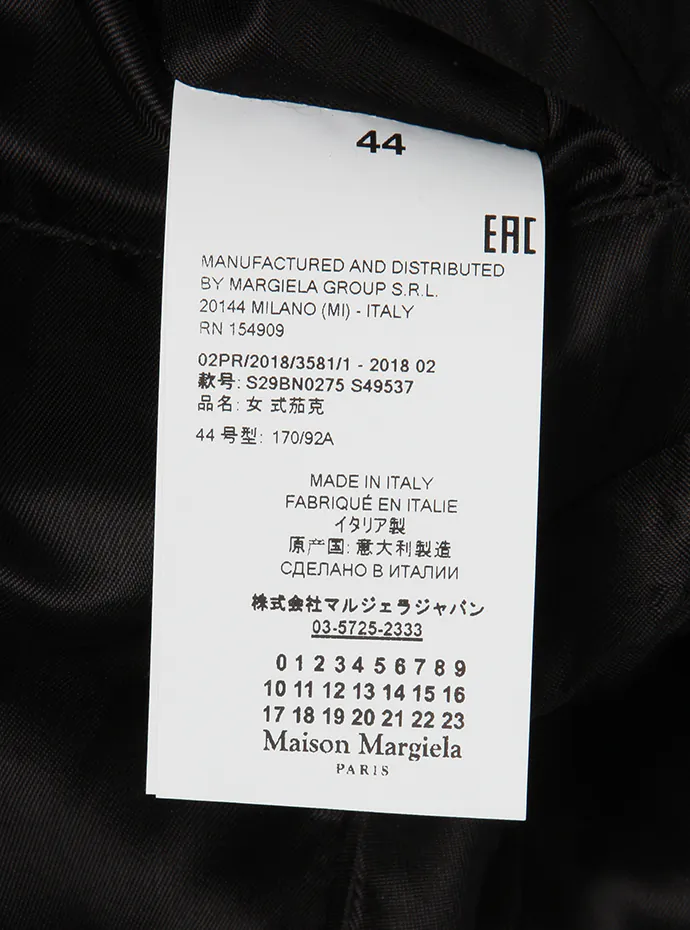 44
EAC
MANUFACTURED AND DISTRIBUTED
BY MARGIELA GROUP S.R.L.
20144 MILANO (MI) - ITALY
RN 154909
02PR/2018/3581/1 - 2018 02
款号: S29BN0275 S49537
品名: 女 式茄克
44 号型: 170/92A
MADE IN ITALY
FABRIQUÉ EN ITALIE
イタリア製
原产国: 意大利製造
СДЕЛАНО В ИТАЛИИ
株式会社マルジェラジャパン
03-5725-2333
0 1 2 3 4 5 6 7 8 9
10 11 12 13 14 15 16
17 18 19 20 21 22 23
Maison Margiela
PARIS